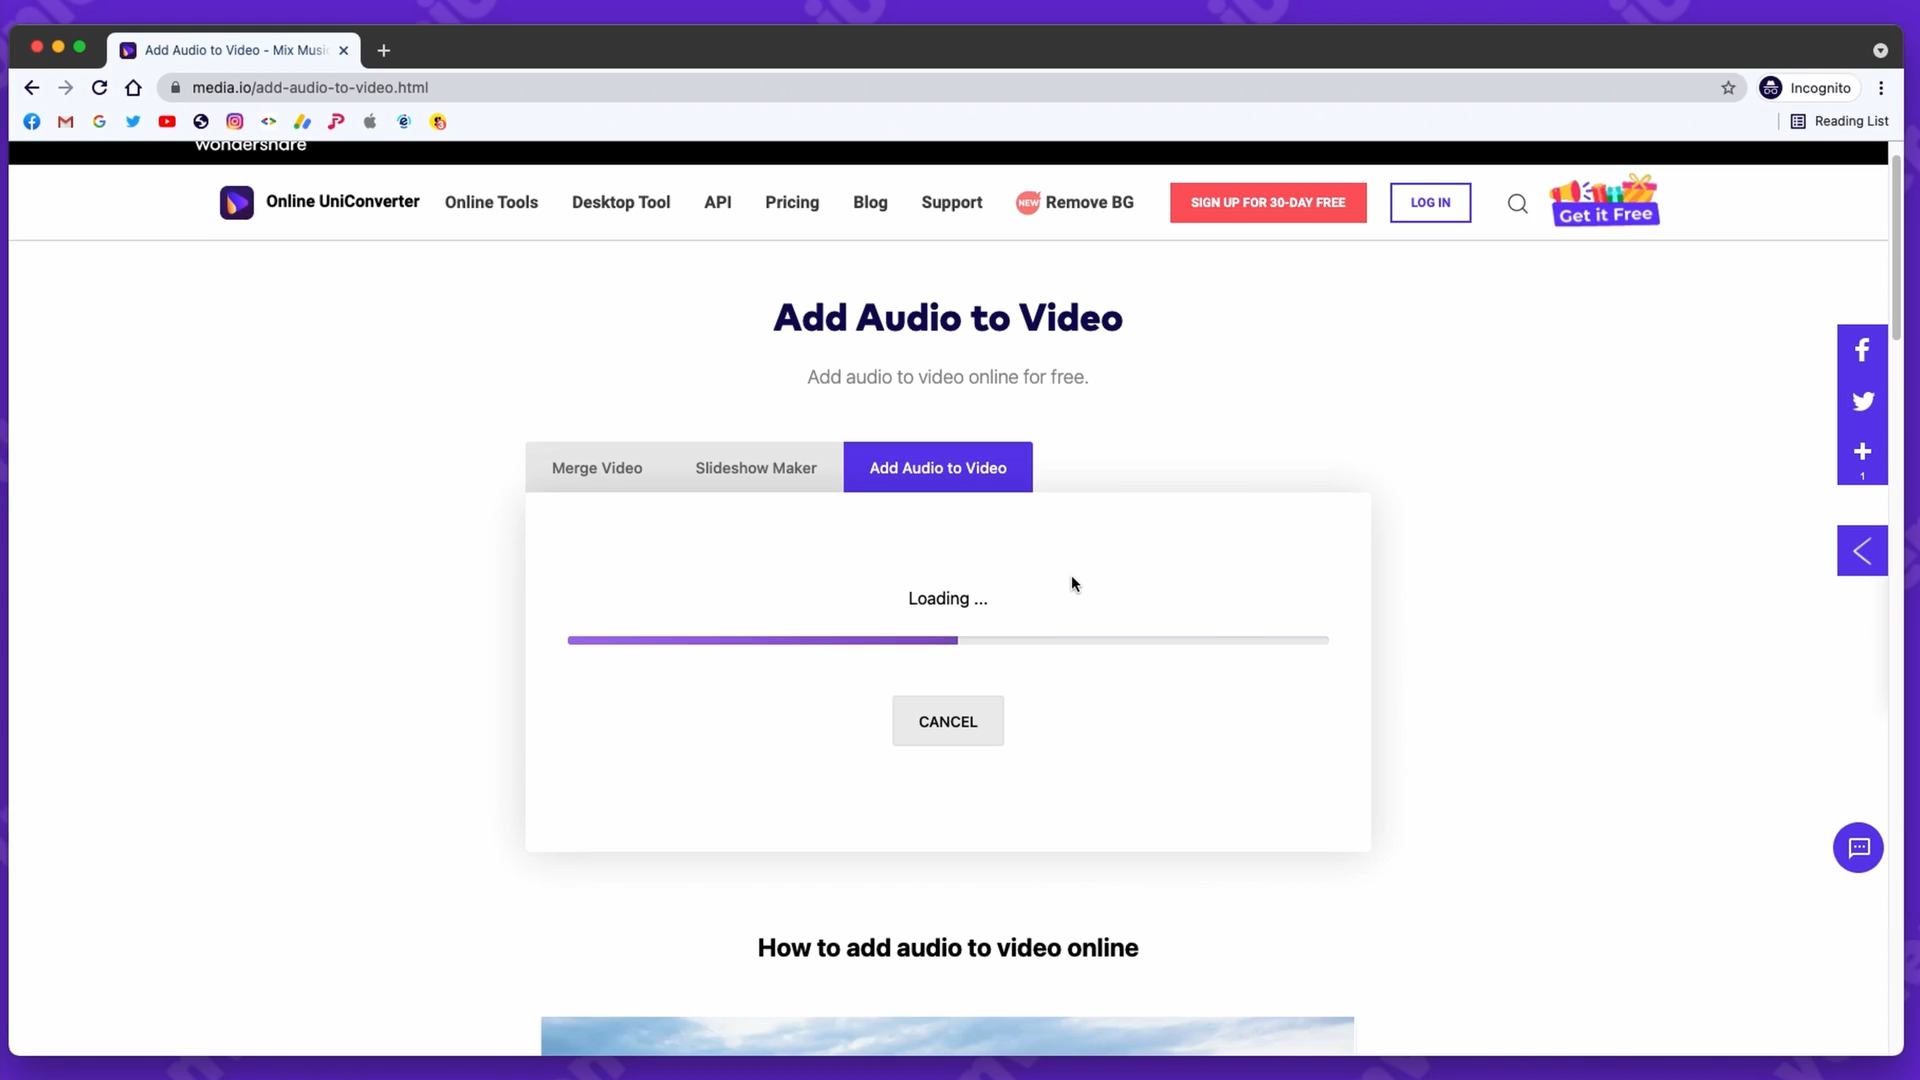 Add Audio to Video - Mix Musi
media.io/add-audio-to-video.html
Incognito
Reading List
wondershare
Online UniConverter
Online Tools
Desktop Tool
API
Pricing
Blog
Support
NEW
Remove BG
SIGN UP FOR 30-DAY FREE
LOG IN
Get it Free
Add Audio to Video
Add audio to video online for free.
Merge Video
Slideshow Maker
Add Audio to Video
1
Loading ...
CANCEL
How to add audio to video online